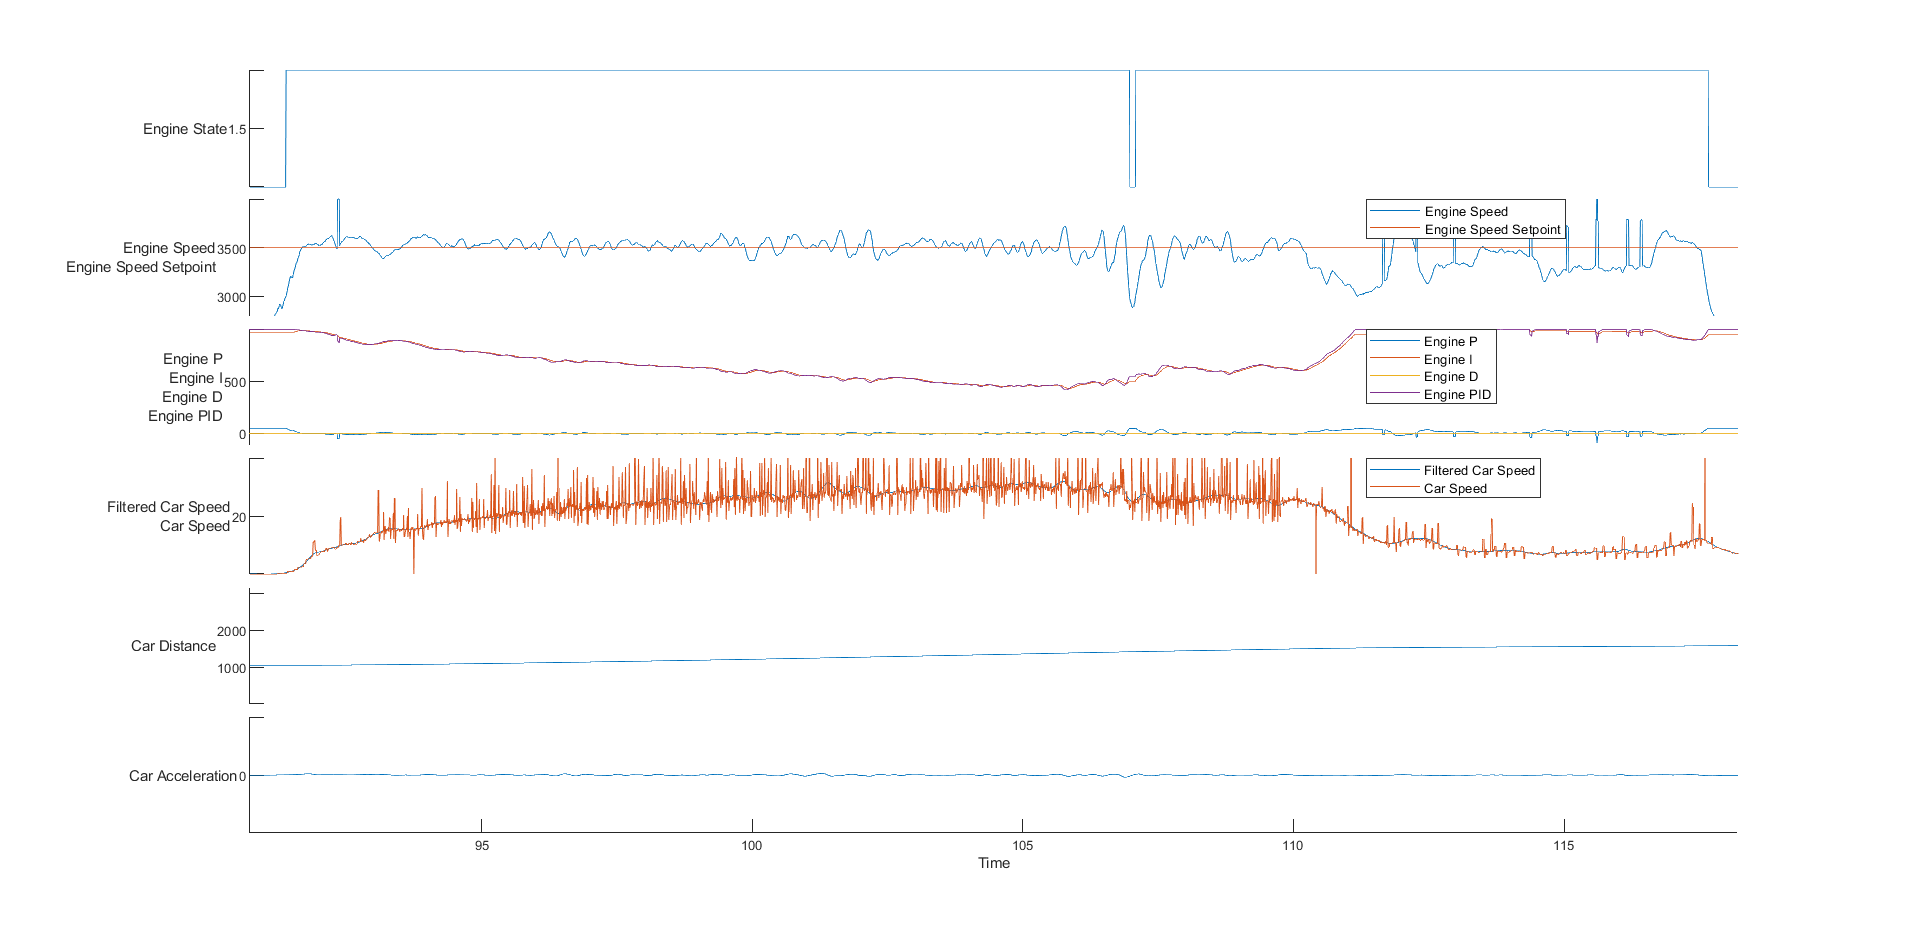 Engine State
1.5
Engine Speed
Engine Speed Setpoint
3500
3000
Engine Speed
Engine Speed Setpoint
Engine P
Engine I
Engine D
Engine PID
500
0
Engine P
Engine I
Engine D
Engine PID
Filtered Car Speed
Car Speed
20
Filtered Car Speed
Car Speed
Car Distance
2000
1000
Car Acceleration
0
95
100
105
110
115
Time